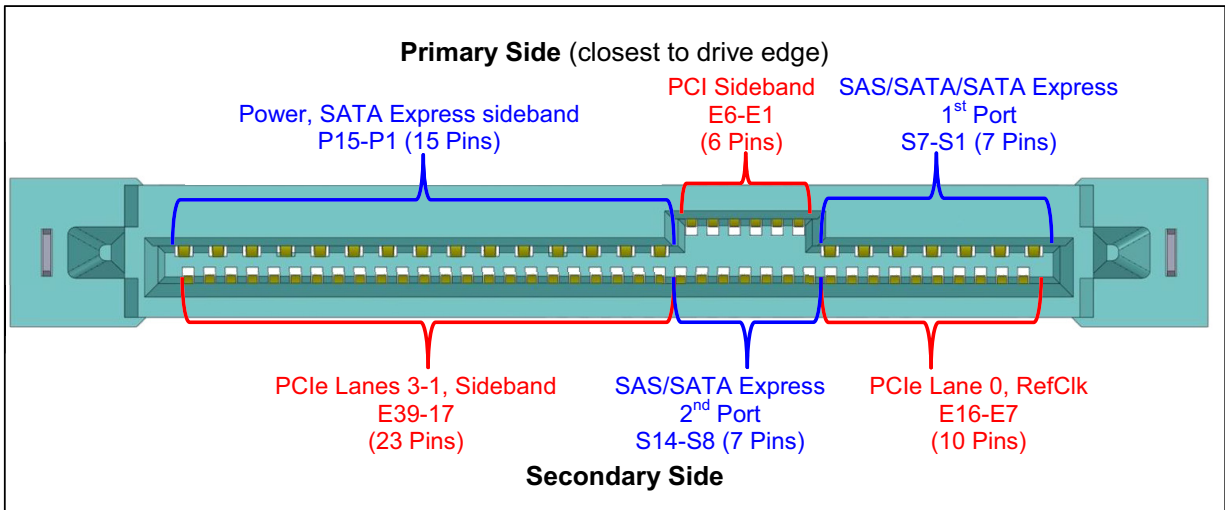 Primary Side (closest to drive edge)
Power, SATA Express sideband
P15-P1 (15 Pins)
PCI Sideband
E6-E1
(6 Pins)
SAS/SATA/SATA Express
1st Port
S7-S1 (7 Pins)
PCIe Lanes 3-1, Sideband
E39-17
(23 Pins)
SAS/SATA Express
2nd Port
S14-S8 (7 Pins)
PCIe Lane 0, RefClk
E16-E7
(10 Pins)
Secondary Side